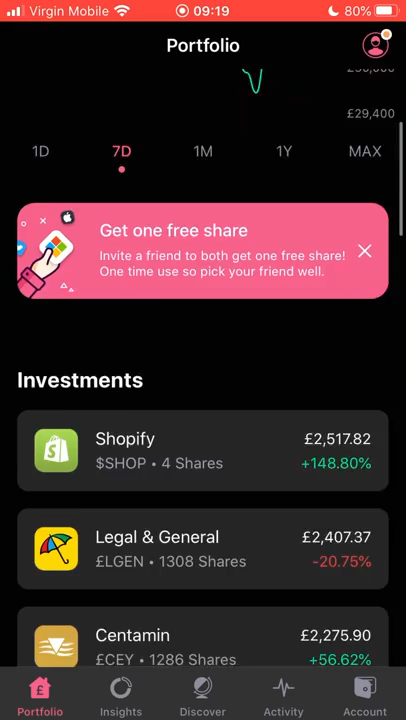 Virgin Mobile 09:19 80%
Portfolio
£29,400
1D 7D 1M 1Y MAX
Get one free share
Invite a friend to both get one free share!
One time use so pick your friend well.
Investments
Shopify £2,517.82
$SHOP • 4 Shares +148.80%
Legal & General £2,407.37
£LGEN • 1308 Shares -20.75%
Centamin £2,275.90
£CEY • 1286 Shares +56.62%
Portfolio Insights Discover Activity Account